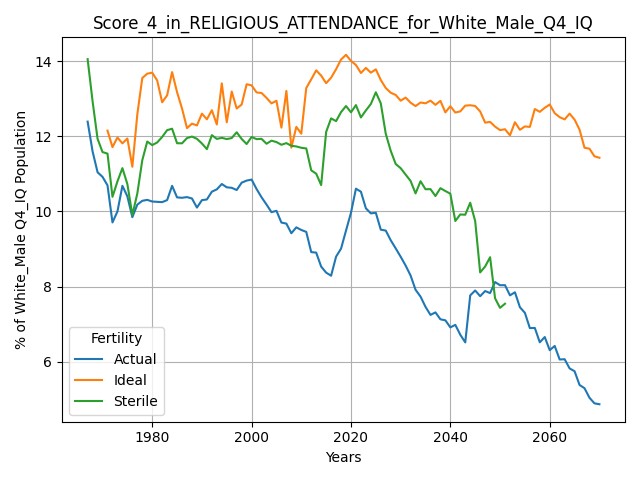 Score_4_in_RELIGIOUS_ATTENDANCE_for_White_Male_Q4_IQ
% of White_Male Q4_IQ Population
14
12
10
8
6
Fertility
Actual
Ideal
Sterile
1980
2000
2020
2040
2060
Years